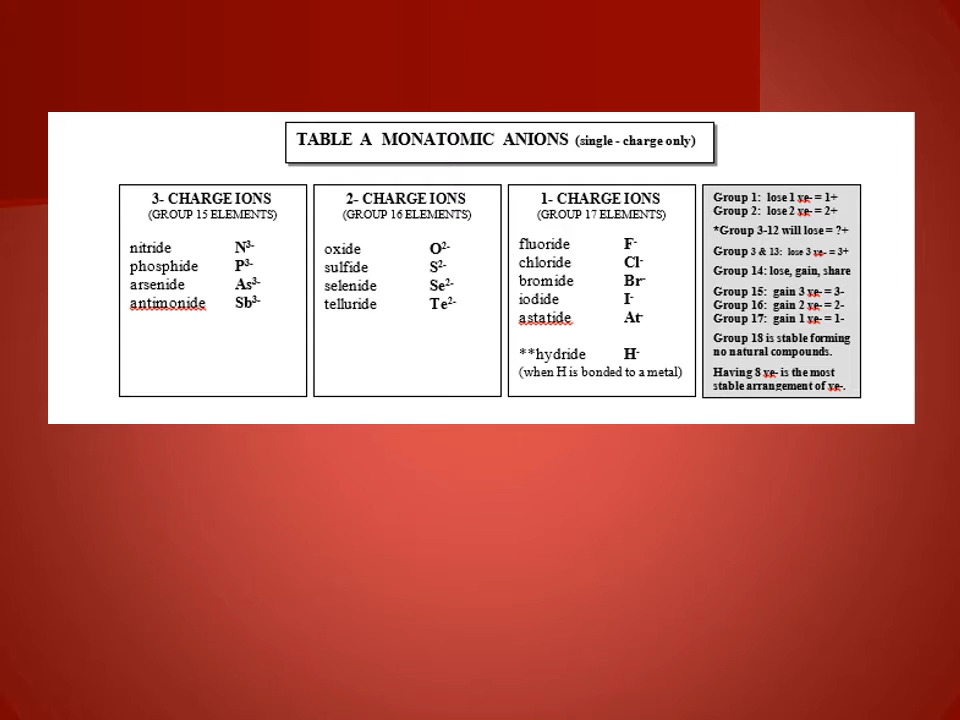 TABLE A MONATOMIC ANIONS (single - charge only)
3- CHARGE IONS
(GROUP 15 ELEMENTS)
nitride N³⁻
phosphide P³⁻
arsenide As³⁻
antimonide Sb³⁻
2- CHARGE IONS
(GROUP 16 ELEMENTS)
oxide O²⁻
sulfide S²⁻
selenide Se²⁻
telluride Te²⁻
1- CHARGE IONS
(GROUP 17 ELEMENTS)
fluoride F⁻
chloride Cl⁻
bromide Br⁻
iodide I⁻
astatide At⁻
**hydride H⁻
(when H is bonded to a metal)
Group 1: lose 1 ve- = 1+
Group 2: lose 2 ve- = 2+
*Group 3-12 will lose = ?+
Group 3 & 13: lose 3 ve- = 3+
Group 14: lose, gain, share
Group 15: gain 3 ve- = 3-
Group 16: gain 2 ve- = 2-
Group 17: gain 1 ve- = 1-
Group 18 is stable forming
no natural compounds.
Having 8 ve- is the most
stable arrangement of ve-.